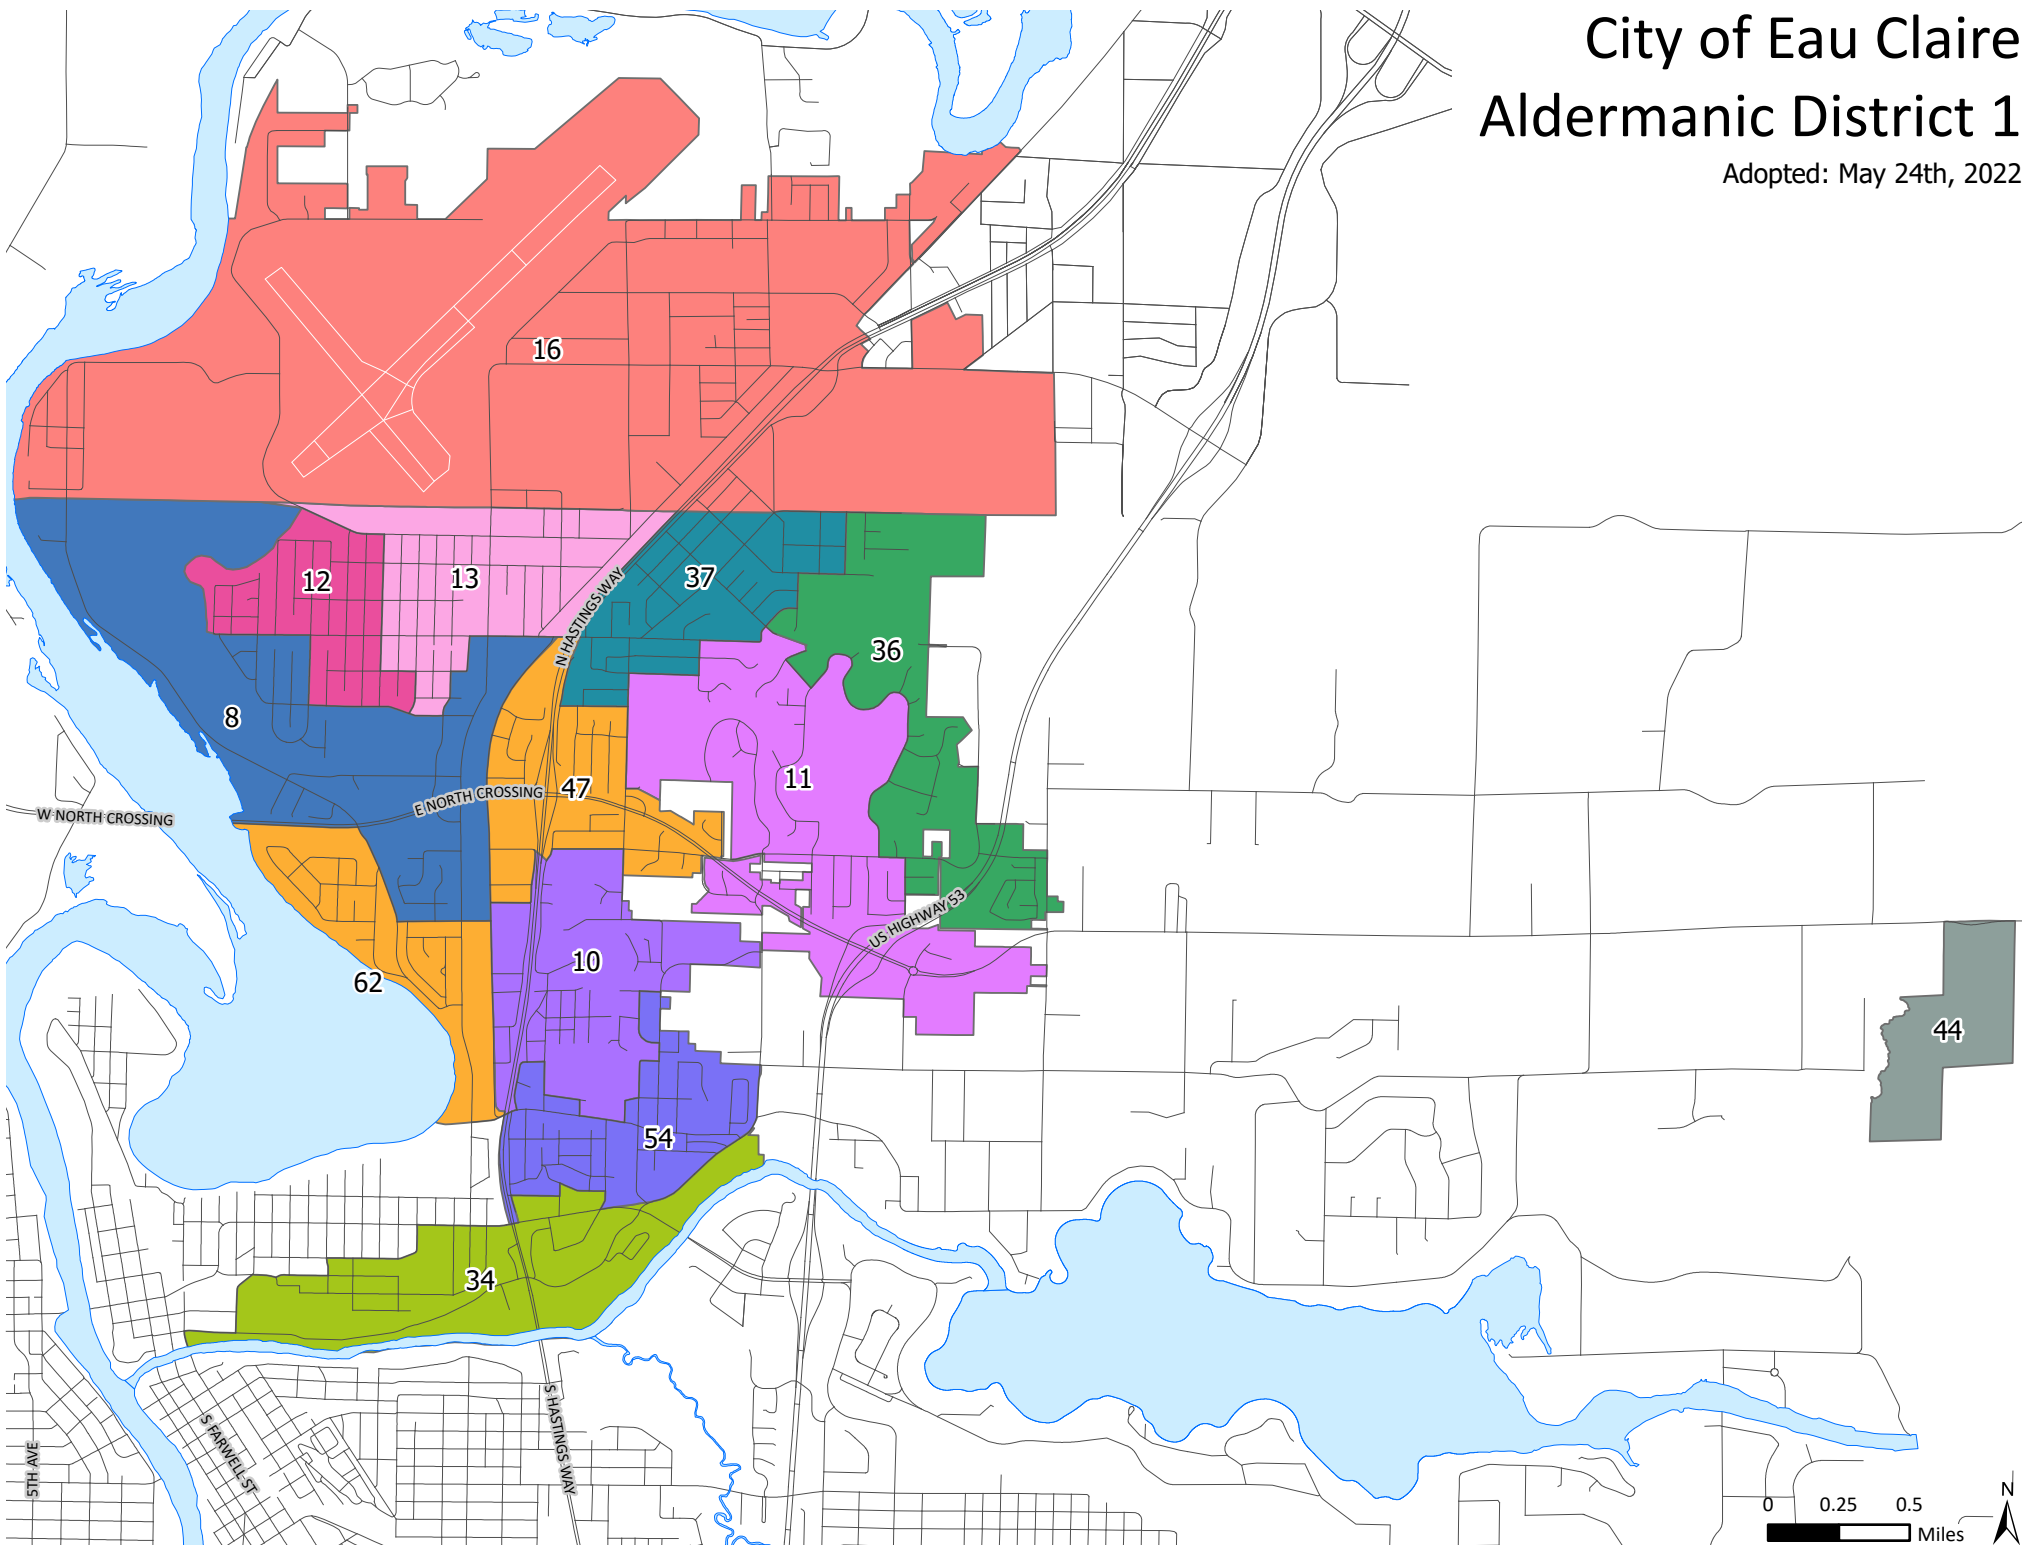 City of Eau Claire
Aldermanic District 1
Adopted: May 24th, 2022
16
12
13
37
N HASTINGS WAY
36
8
47
11
E NORTH CROSSING
W NORTH CROSSING
US HIGHWAY 53
10
62
44
54
34
S HASTINGS WAY
S FARWELL ST
5TH AVE
N
0 0.25 0.5
Miles